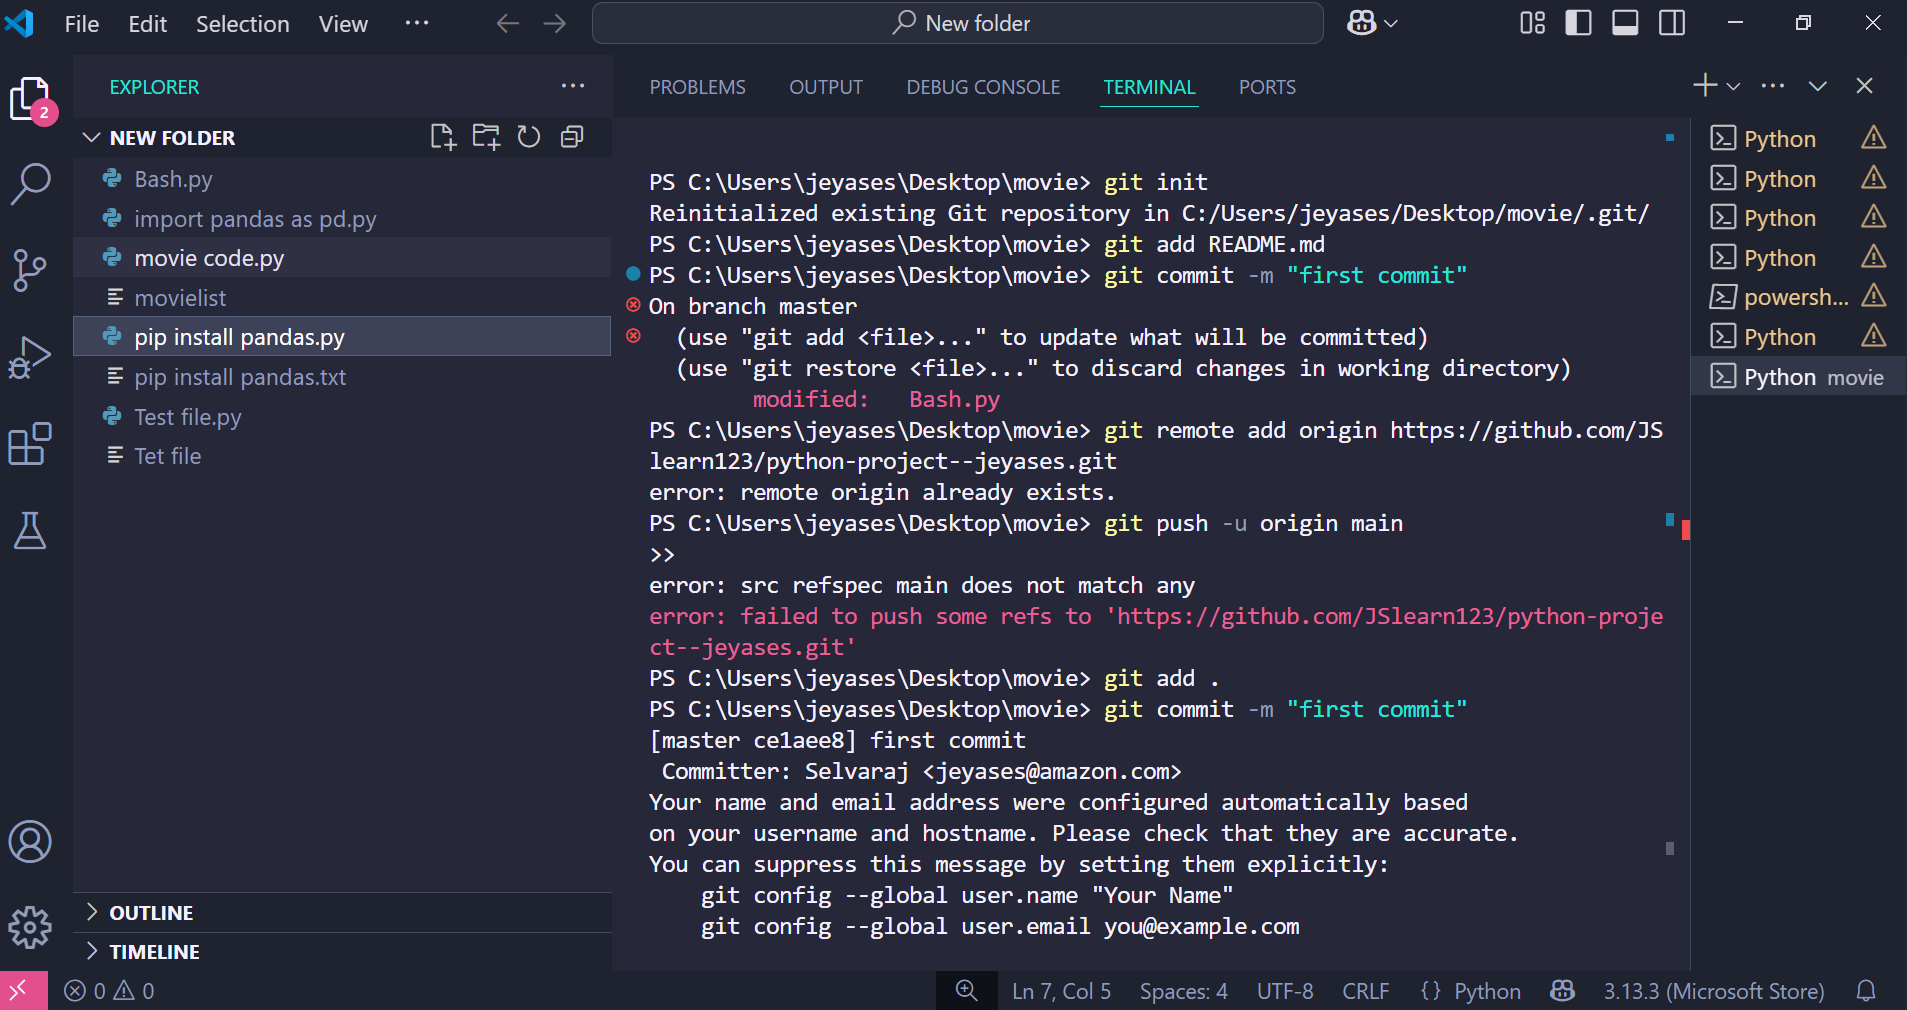 File Edit Selection View ··· New folder
EXPLORER ···
NEW FOLDER
Bash.py
import pandas as pd.py
movie code.py
movielist
pip install pandas.py
pip install pandas.txt
Test file.py
Tet file
OUTLINE
TIMELINE
2
PROBLEMS OUTPUT DEBUG CONSOLE TERMINAL PORTS
PS C:\Users\jeyases\Desktop\movie> git init
Reinitialized existing Git repository in C:/Users/jeyases/Desktop/movie/.git/
PS C:\Users\jeyases\Desktop\movie> git add README.md
PS C:\Users\jeyases\Desktop\movie> git commit -m "first commit"
On branch master
(use "git add <file>..." to update what will be committed)
(use "git restore <file>..." to discard changes in working directory)
modified: Bash.py
PS C:\Users\jeyases\Desktop\movie> git remote add origin https://github.com/JS
learn123/python-project--jeyases.git
error: remote origin already exists.
PS C:\Users\jeyases\Desktop\movie> git push -u origin main
>>
error: src refspec main does not match any
error: failed to push some refs to 'https://github.com/JSlearn123/python-proje
ct--jeyases.git'
PS C:\Users\jeyases\Desktop\movie> git add .
PS C:\Users\jeyases\Desktop\movie> git commit -m "first commit"
[master ce1aee8] first commit
Committer: Selvaraj <jeyases@amazon.com>
Your name and email address were configured automatically based
on your username and hostname. Please check that they are accurate.
You can suppress this message by setting them explicitly:
git config --global user.name "Your Name"
git config --global user.email you@example.com
Python
Python
Python
Python
powersh...
Python
Python movie
0 0 Ln 7, Col 5 Spaces: 4 UTF-8 CRLF {} Python 3.13.3 (Microsoft Store)